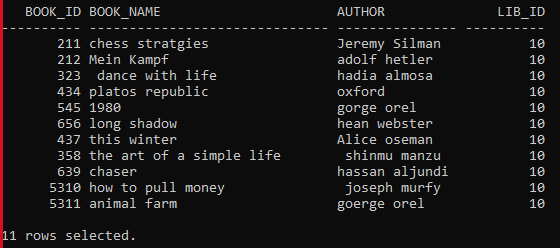 BOOK_ID BOOK_NAME AUTHOR LIB_ID
---------- ------------------------------ --------------- ----------
211 chess stratgies Jeremy Silman 10
212 Mein Kampf adolf hetler 10
323 dance with life hadia almosa 10
434 platos republic oxford 10
545 1980 gorge orel 10
656 long shadow hean webster 10
437 this winter Alice oseman 10
358 the art of a simple life shinmu manzu 10
639 chaser hassan aljundi 10
5310 how to pull money joseph murfy 10
5311 animal farm goerge orel 10
11 rows selected.